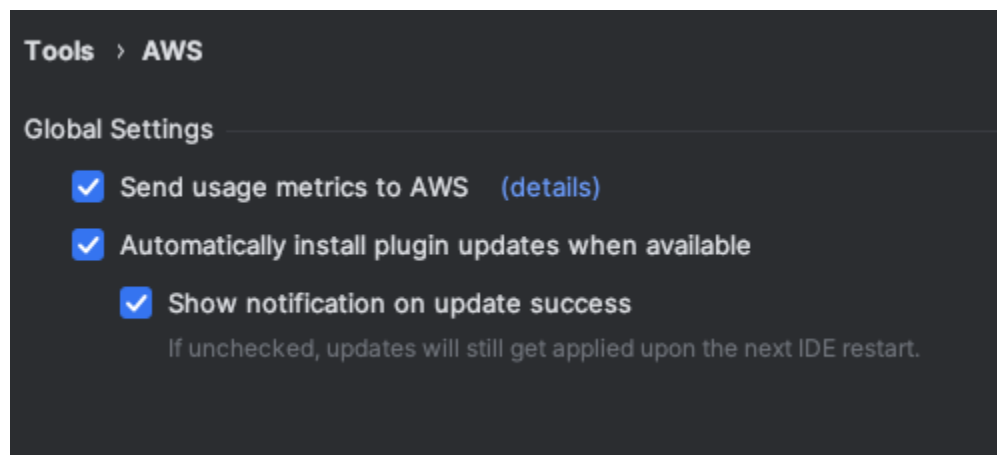 Tools › AWS
Global Settings
Send usage metrics to AWS (details)
Automatically install plugin updates when available
Show notification on update success
If unchecked, updates will still get applied upon the next IDE restart.